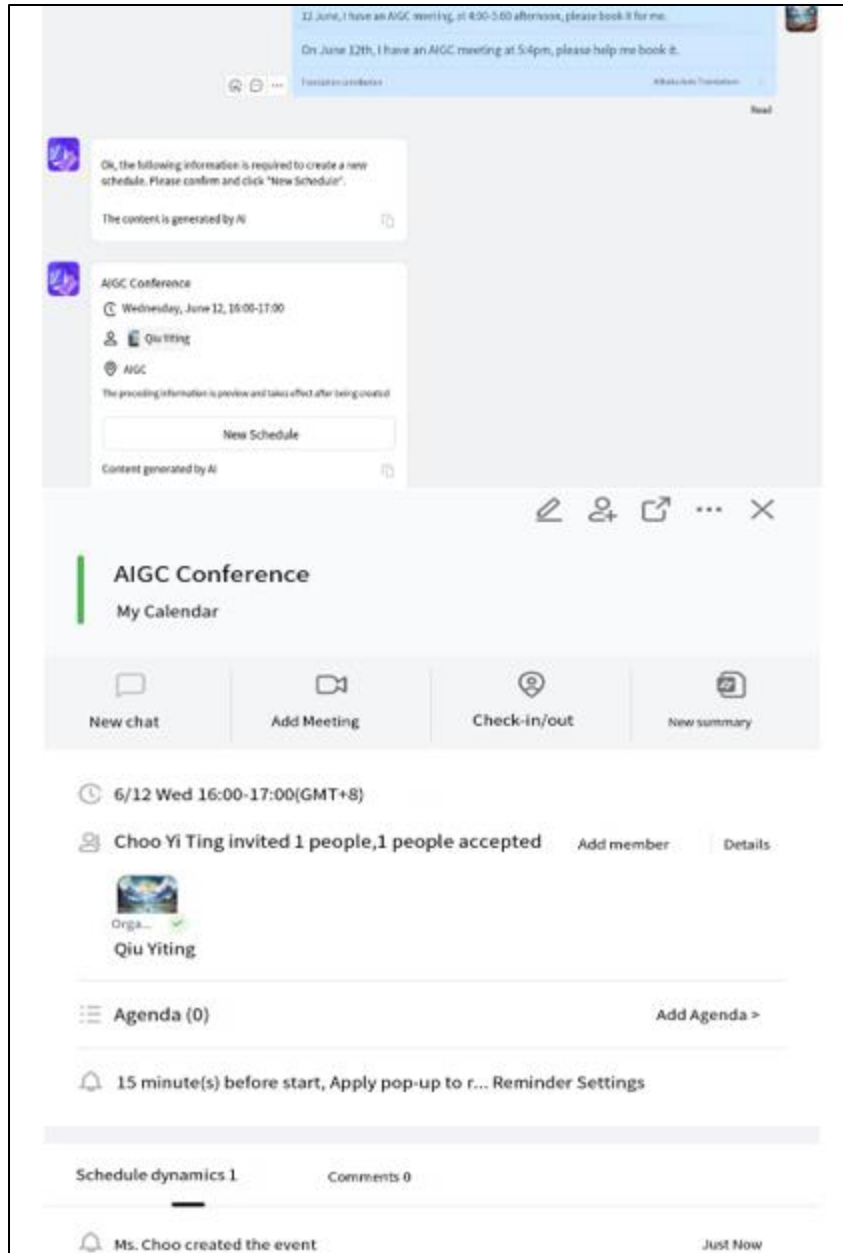 12 June, I have an AIGC meeting, at 4:00-5:00 afternoon, please book it for me.
On June 12th, I have an AIGC meeting at 5:4pm, please help me book it.
Read
Ok, the following information is required to create a new
schedule. Please confirm and click "New Schedule".
The content is generated by AI
AIGC Conference
Wednesday, June 12, 16:00-17:00
Qiu Yiting
AIGC
The preceding information is preview and takes effect after being created
New Schedule
Content generated by AI
AIGC Conference
My Calendar
New chat
Add Meeting
Check-in/out
New summary
6/12 Wed 16:00-17:00(GMT+8)
Choo Yi Ting invited 1 people,1 people accepted
Add member
Details
Orga...
Qiu Yiting
Agenda (0)
Add Agenda >
15 minute(s) before start, Apply pop-up to r... Reminder Settings
Schedule dynamics 1
Comments 0
Ms. Choo created the event
Just Now